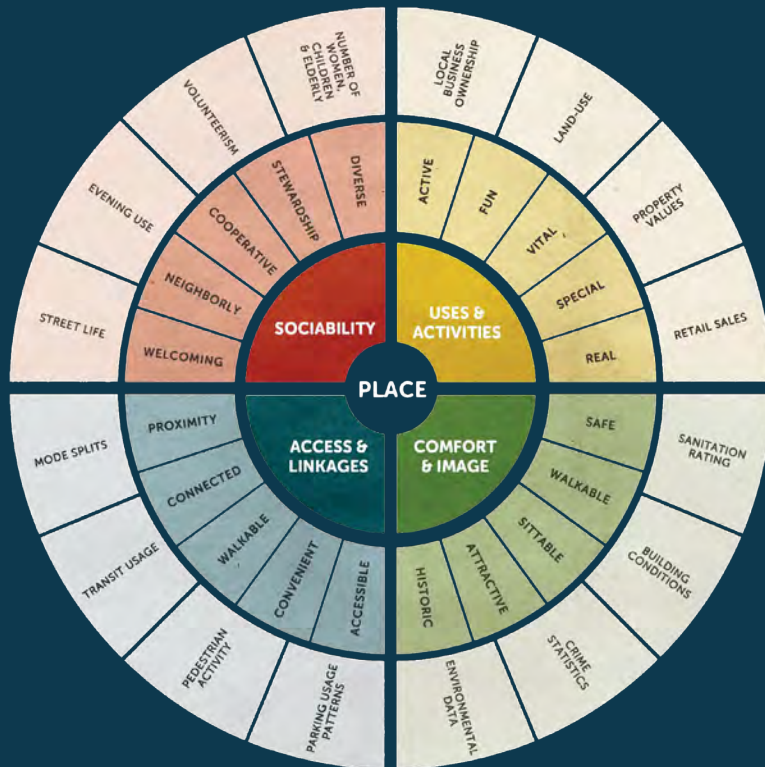 NUMBER OF
WOMEN,
CHILDREN
& ELDERLY
VOLUNTEERISM
EVENING USE
STREET LIFE
DIVERSE
STEWARDSHIP
COOPERATIVE
NEIGHBORLY
WELCOMING
SOCIABILITY
LOCAL
BUSINESS
OWNERSHIP
LAND-USE
PROPERTY
VALUES
RETAIL SALES
ACTIVE
FUN
VITAL
SPECIAL
REAL
USES &
ACTIVITIES
PLACE
ACCESS &
LINKAGES
PROXIMITY
CONNECTED
WALKABLE
CONVENIENT
ACCESSIBLE
MODE SPLITS
TRANSIT USAGE
PEDESTRIAN
ACTIVITY
PARKING USAGE
PATTERNS
COMFORT
& IMAGE
SAFE
WALKABLE
SITTABLE
ATTRACTIVE
HISTORIC
SANITATION
RATING
BUILDING
CONDITIONS
CRIME
STATISTICS
ENVIRONMENTAL
DATA